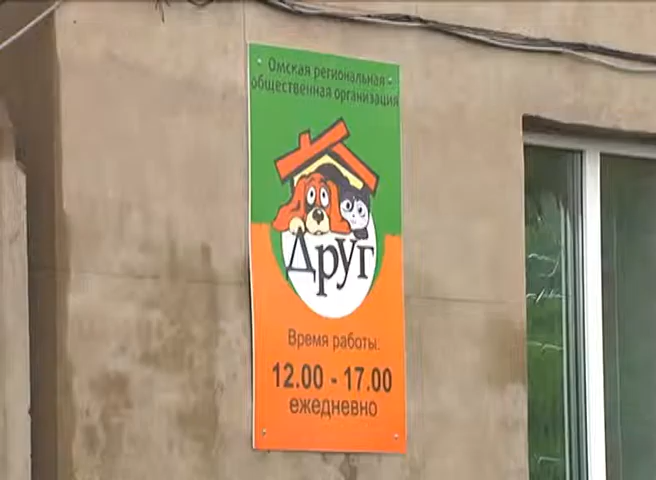 Омская региональная
общественная организация
Друг
Время работы:
12.00 - 17.00
ежедневно